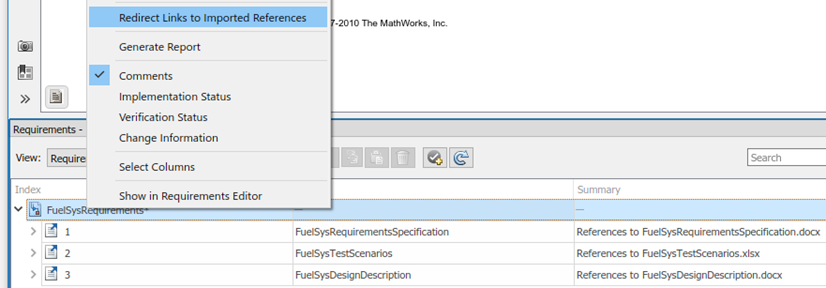 Redirect Links to Imported References
7-2010 The MathWorks, Inc.
Generate Report
Comments
Implementation Status
Verification Status
Change Information
Select Columns
Show in Requirements Editor
Requirements -
View: Require
Search
Index Summary
FuelSysRequirements* — —
1 FuelSysRequirementsSpecification References to FuelSysRequirementsSpecification.docx
2 FuelSysTestScenarios References to FuelSysTestScenarios.xlsx
3 FuelSysDesignDescription References to FuelSysDesignDescription.docx